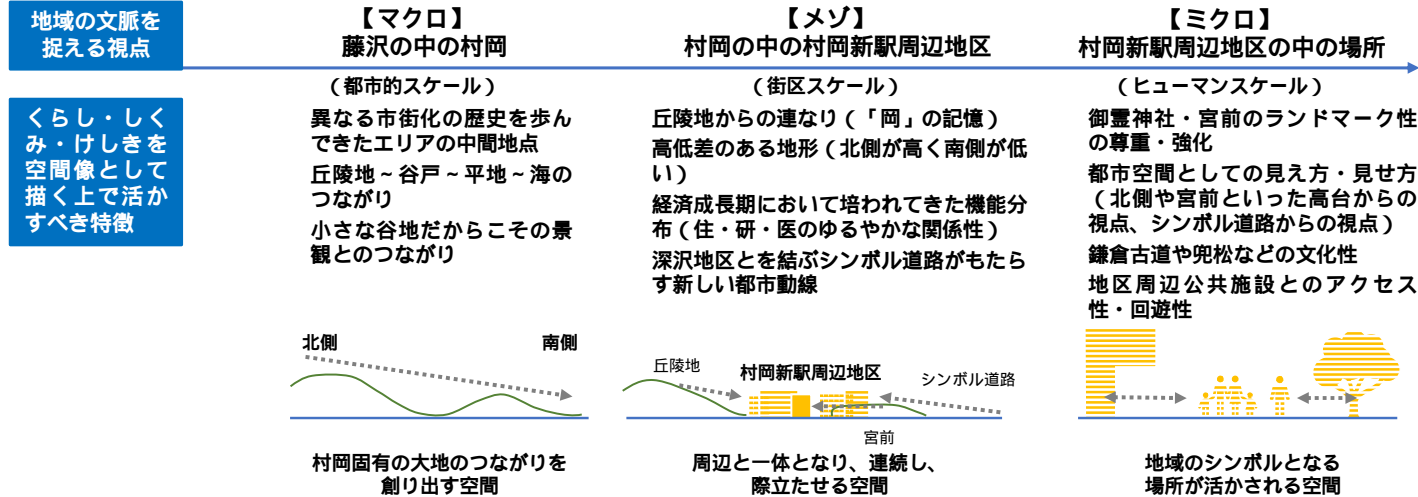 地域の文脈を
捉える視点
【マクロ】
藤沢の中の村岡
【メゾ】
村岡の中の村岡新駅周辺地区
【ミクロ】
村岡新駅周辺地区の中の場所
くらし・しく
み・けしきを
空間像として
描く上で活か
すべき特徴
（都市的スケール）
異なる市街化の歴史を歩ん
できたエリアの中間地点
丘陵地~谷戸~平地~海の
つながり
小さな谷地だからこその景
観とのつながり
（街区スケール）
丘陵地からの連なり（「岡」の記憶）
高低差のある地形（北側が高く南側が低
い）
経済成長期において培われてきた機能分
布（住・研・医のゆるやかな関係性）
深沢地区とを結ぶシンボル道路がもたら
す新しい都市動線
（ヒューマンスケール）
御霊神社・宮前のランドマーク性
の尊重・強化
都市空間としての見え方・見せ方
（北側や宮前といった高台からの
視点、シンボル道路からの視点）
鎌倉古道や兜松などの文化性
地区周辺公共施設とのアクセス
性・回遊性
北側
南側
丘陵地
村岡新駅周辺地区
シンボル道路
宮前
村岡固有の大地のつながりを
創り出す空間
周辺と一体となり、連続し、
際立たせる空間
地域のシンボルとなる
場所が活かされる空間